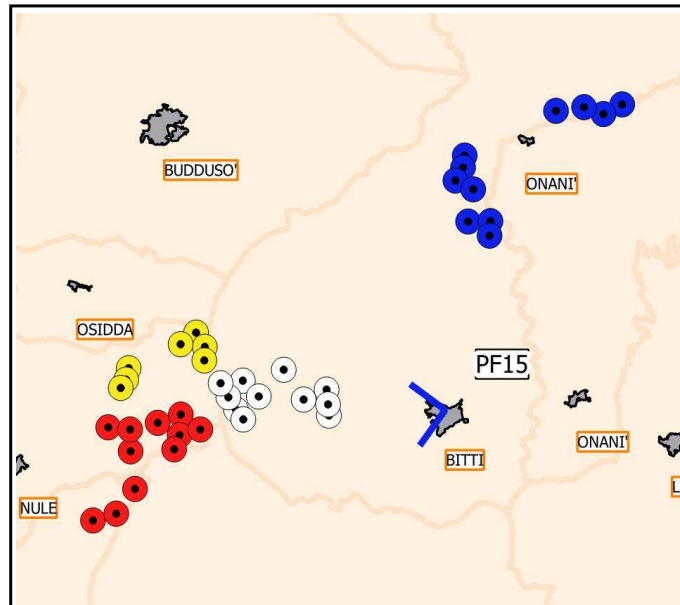 BUDDUSO'
ONANI'
OSIDDA
PF15
ONANI'
BITTI
L
NULE